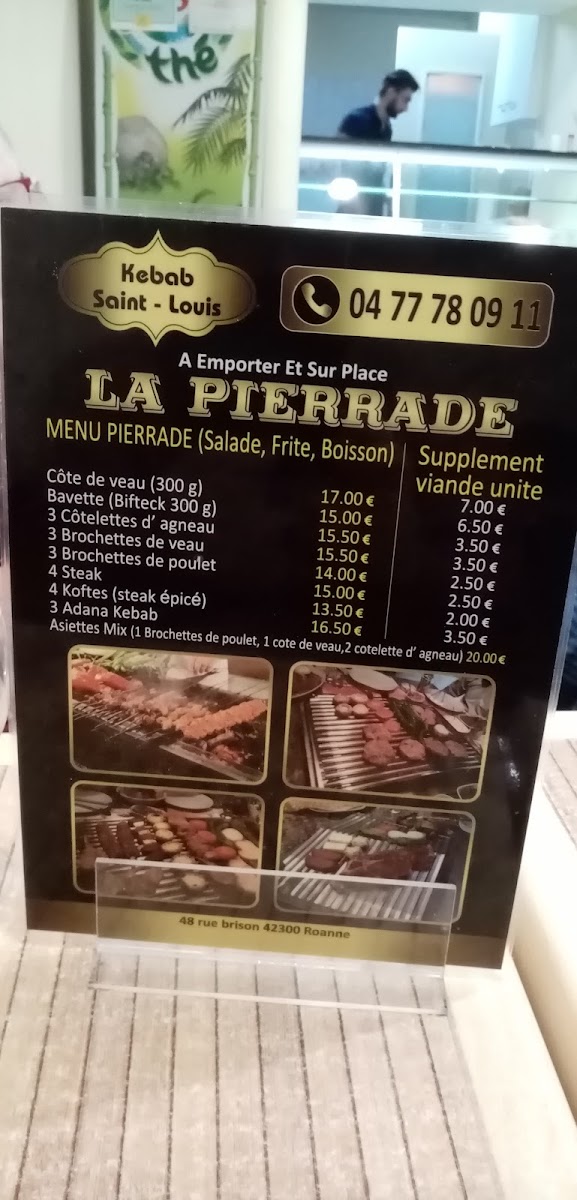 thé
Kebab
Saint - Louis
04 77 78 09 11
A Emporter Et Sur Place
LA PIERRADE
MENU PIERRADE (Salade, Frite, Boisson)
Supplement
viande unite
Côte de veau (300 g) 17.00 € 7.00 €
Bavette (Bifteck 300 g) 15.00 € 6.50 €
3 Côtelettes d' agneau 15.50 € 3.50 €
3 Brochettes de veau 15.50 € 3.50 €
3 Brochettes de poulet 14.00 € 2.50 €
4 Steak 15.00 € 2.50 €
4 Koftes (steak épicé) 13.50 € 2.00 €
3 Adana Kebab 16.50 € 3.50 €
Asiettes Mix (1 Brochettes de poulet, 1 cote de veau,2 cotelette d' agneau) 20.00 €
48 rue brison 42300 Roanne